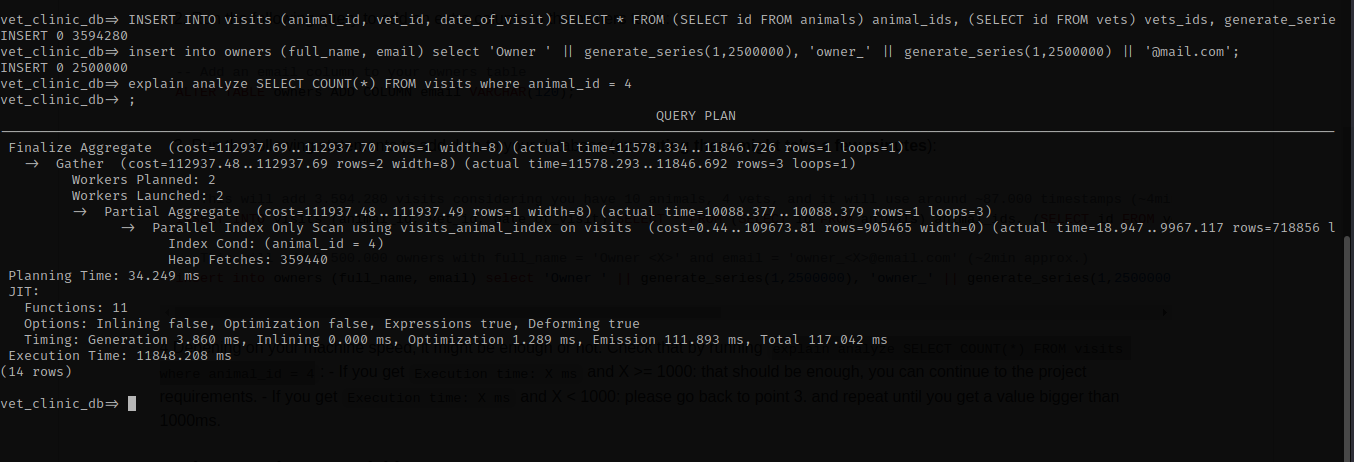 vet_clinic_db=> INSERT INTO visits (animal_id, vet_id, date_of_visit) SELECT * FROM (SELECT id FROM animals) animal_ids, (SELECT id FROM vets) vets_ids, generate_serie
INSERT 0 3594280
vet_clinic_db=> insert into owners (full_name, email) select 'Owner ' || generate_series(1,2500000), 'owner_' || generate_series(1,2500000) || '@mail.com';
INSERT 0 2500000
vet_clinic_db=> explain analyze SELECT COUNT(*) FROM visits where animal_id = 4
vet_clinic_db-> ;
QUERY PLAN
Finalize Aggregate  (cost=112937.69..112937.70 rows=1 width=8) (actual time=11578.334..11846.726 rows=1 loops=1)
->  Gather  (cost=112937.48..112937.69 rows=2 width=8) (actual time=11578.293..11846.692 rows=3 loops=1)
Workers Planned: 2
Workers Launched: 2
->  Partial Aggregate  (cost=111937.48..111937.49 rows=1 width=8) (actual time=10088.377..10088.379 rows=1 loops=3)
->  Parallel Index Only Scan using visits_animal_index on visits  (cost=0.44..109673.81 rows=905465 width=0) (actual time=18.947..9967.117 rows=718856 l
Index Cond: (animal_id = 4)
Heap Fetches: 359440
Planning Time: 34.249 ms
JIT:
Functions: 11
Options: Inlining false, Optimization false, Expressions true, Deforming true
Timing: Generation 3.860 ms, Inlining 0.000 ms, Optimization 1.289 ms, Emission 111.893 ms, Total 117.042 ms
Execution Time: 11848.208 ms
(14 rows)
where animal_id = 4 : - If you get Execution time: X ms and X >= 1000: that should be enough, you can continue to the project
vet_clinic_db=>
requirements. - If you get Execution time: X ms and X < 1000: please go back to point 3. and repeat until you get a value bigger than
1000ms.